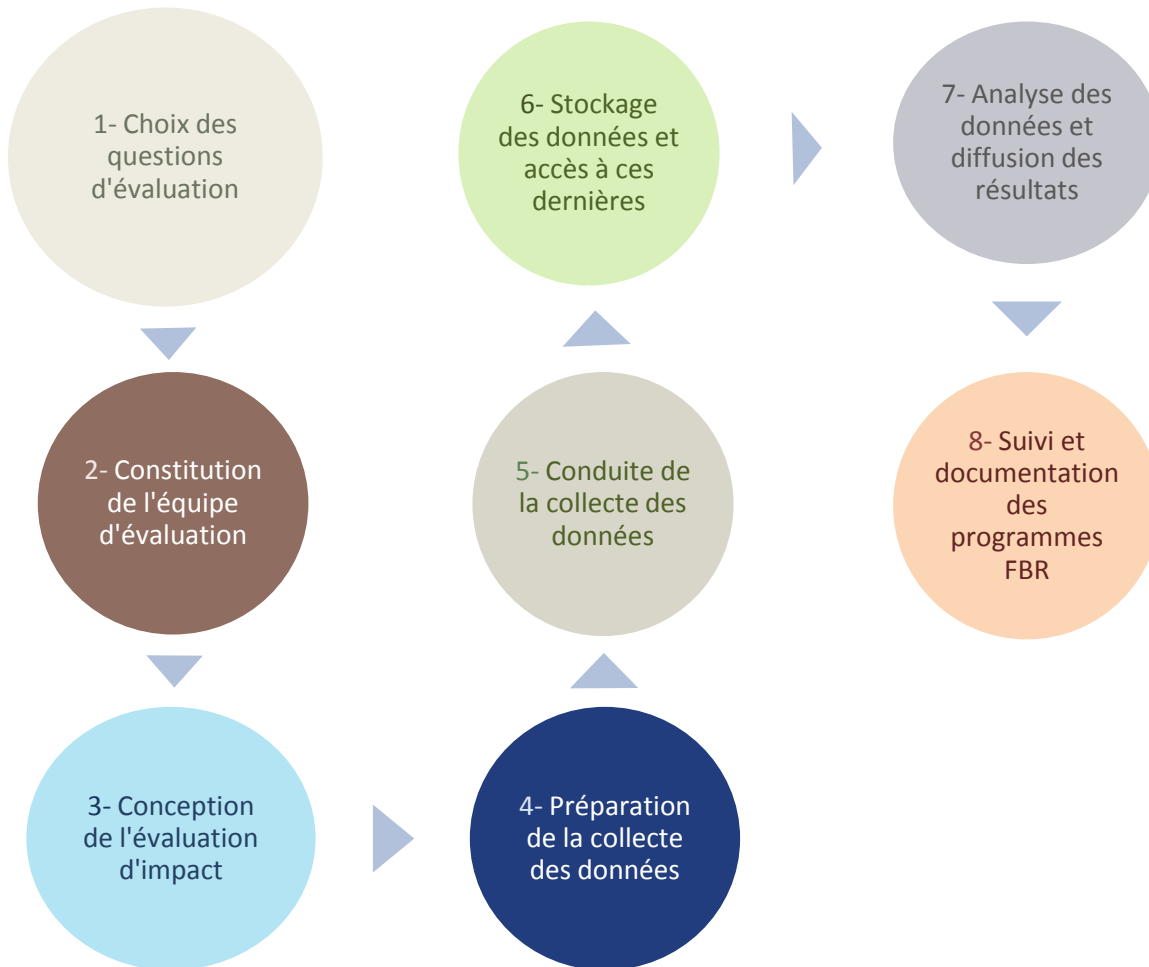 1- Choix des
questions
d'évaluation
2- Constitution
de l'équipe
d'évaluation
3- Conception
de l'évaluation
d'impact
4- Préparation
de la collecte
des données
5- Conduite de
la collecte des
données
6- Stockage
des données et
accès à ces
dernières
7- Analyse des
données et
diffusion des
résultats
8- Suivi et
documentation
des
programmes
FBR